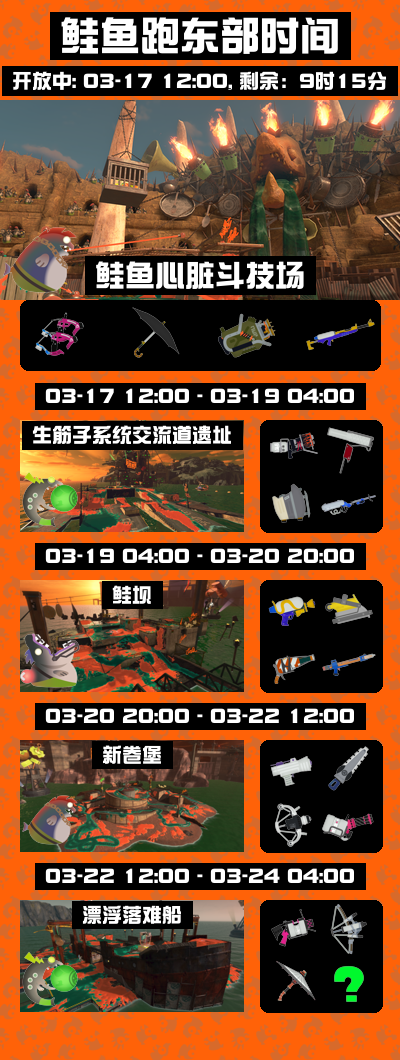 鲑鱼跑东部时间
开放中: 03-17 12:00, 剩余: 9时15分
鲑鱼心脏斗技场
03-17 12:00 - 03-19 04:00
生筋子系统交流道遗址
03-19 04:00 - 03-20 20:00
鲑坝
03-20 20:00 - 03-22 12:00
新卷堡
03-22 12:00 - 03-24 04:00
漂浮落难船
?